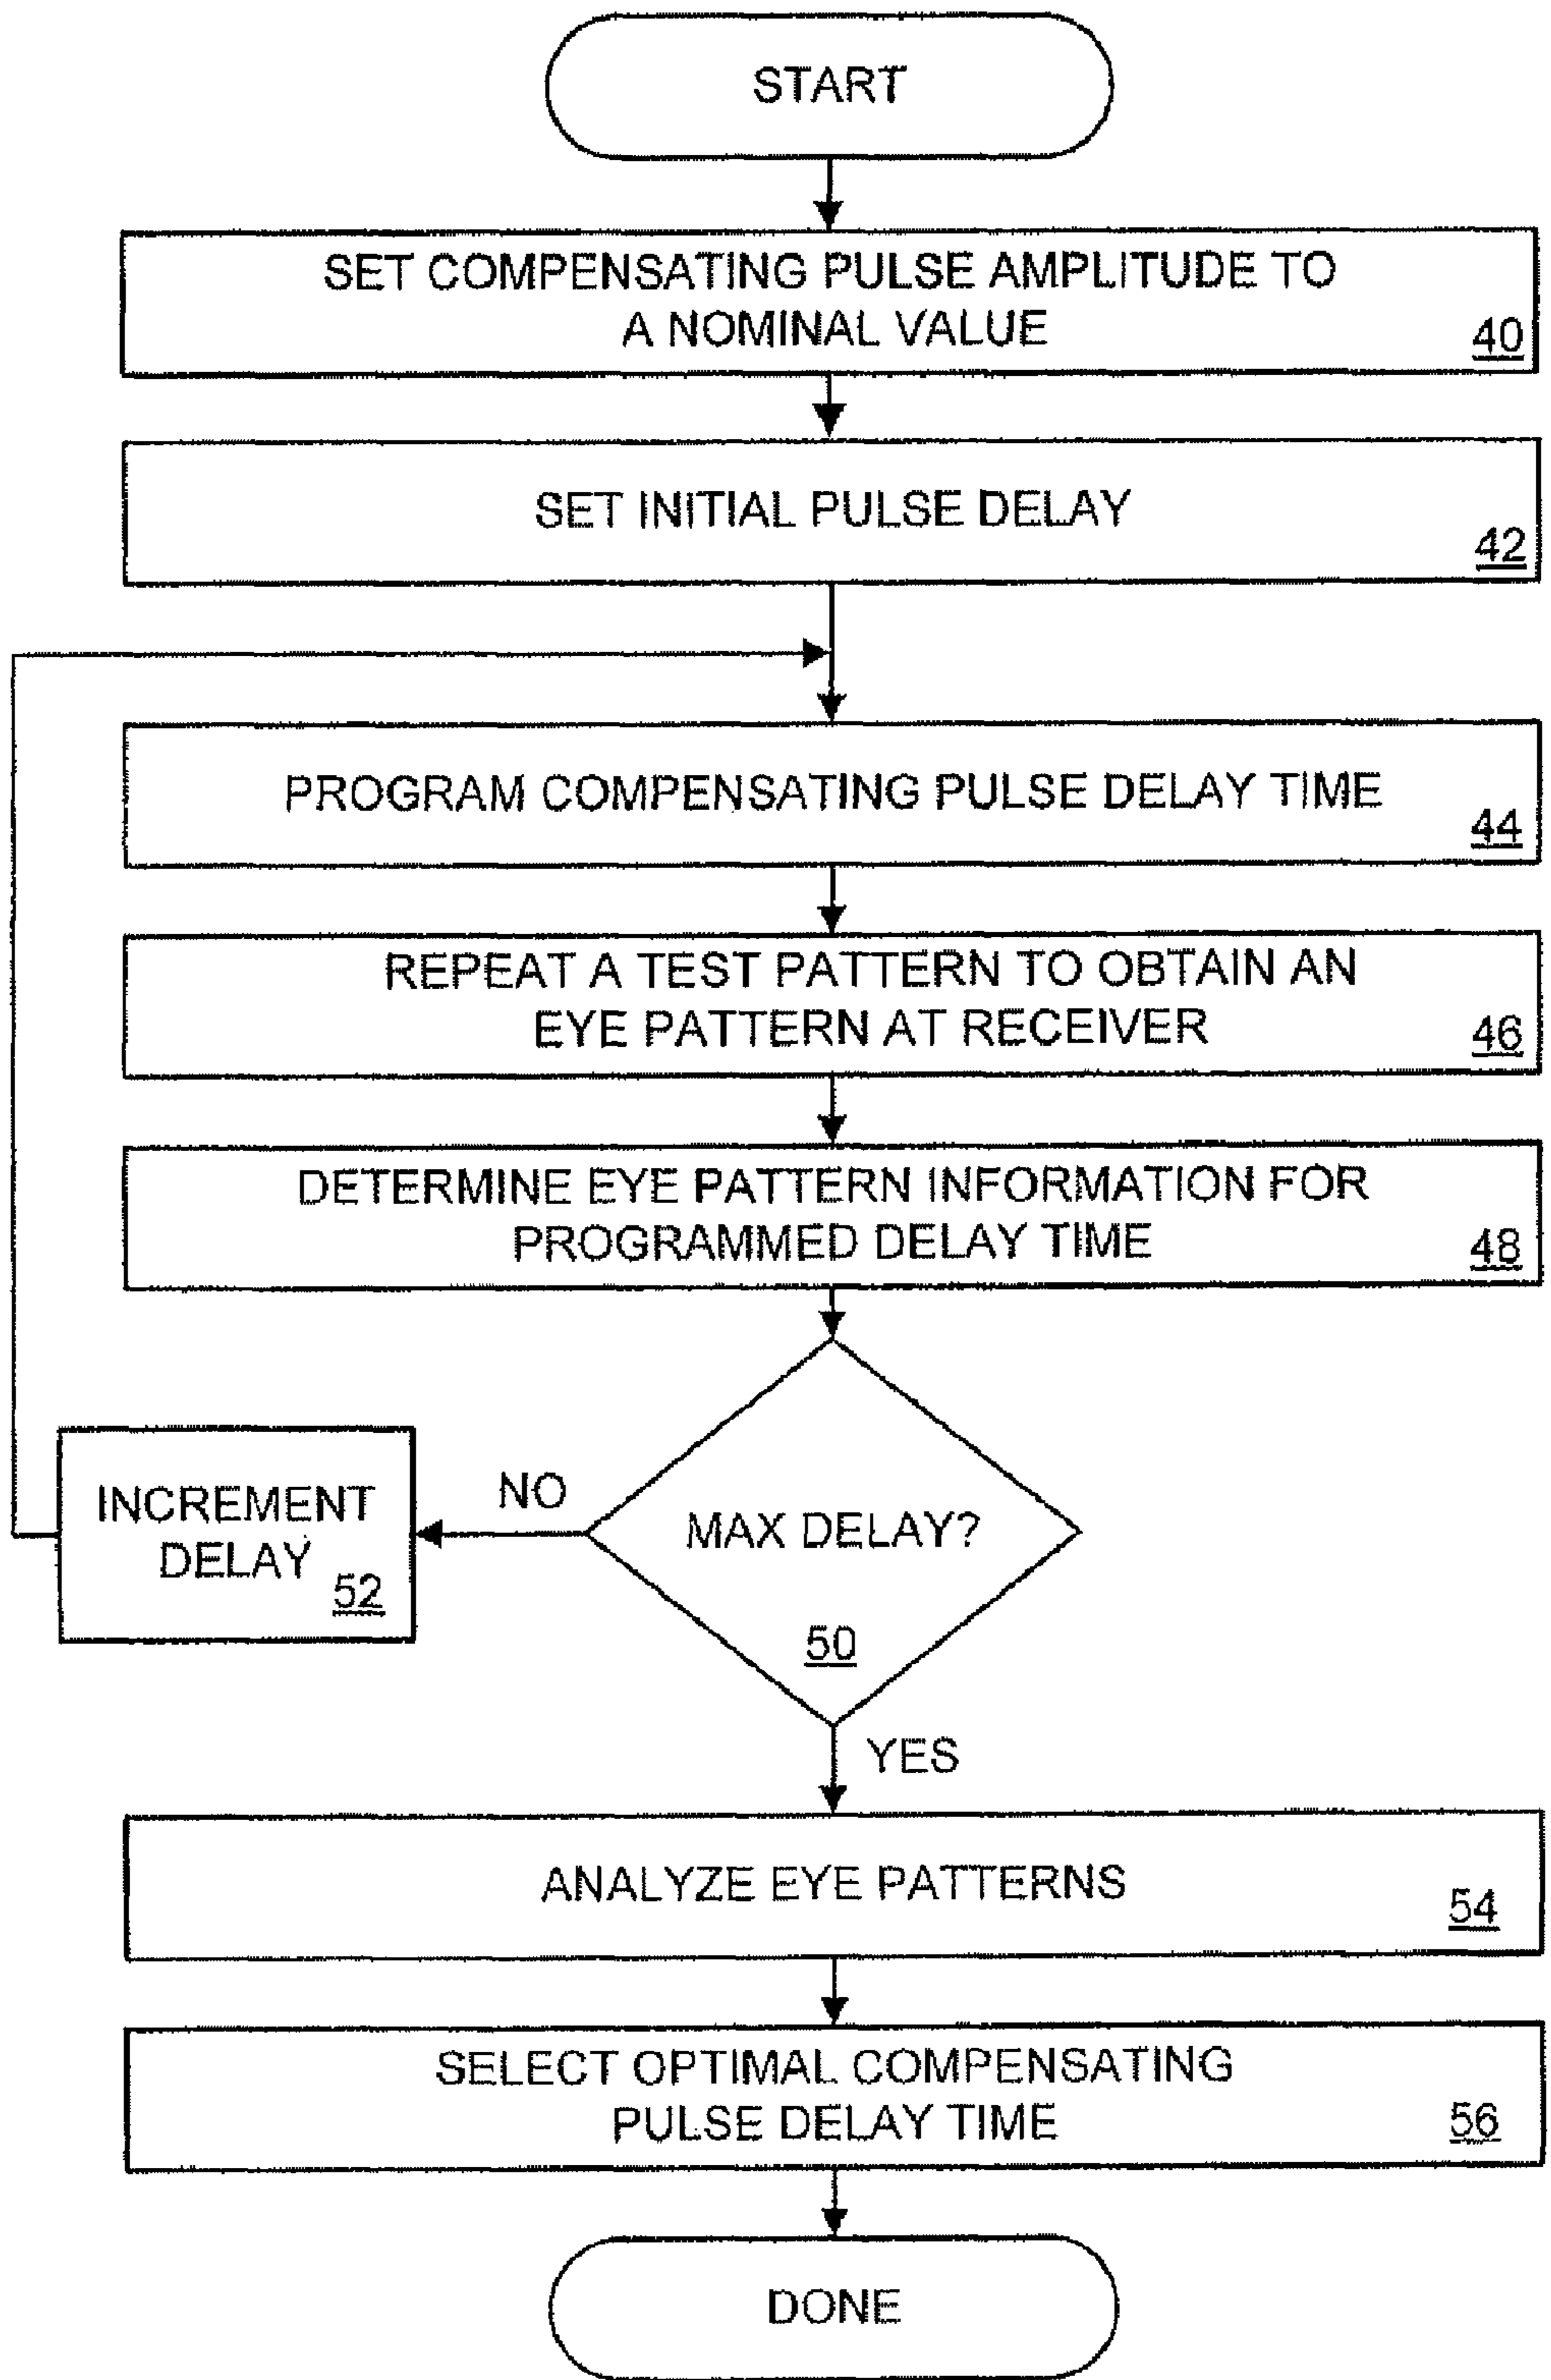 START
SET COMPENSATING PULSE AMPLITUDE TO
A NOMINAL VALUE
40
SET INITIAL PULSE DELAY
42
PROGRAM COMPENSATING PULSE DELAY TIME
44
REPEAT A TEST PATTERN TO OBTAIN AN
EYE PATTERN AT RECEIVER
46
DETERMINE EYE PATTERN INFORMATION FOR
PROGRAMMED DELAY TIME
48
INCREMENT
DELAY
52
NO
MAX DELAY?
50
YES
ANALYZE EYE PATTERNS
54
SELECT OPTIMAL COMPENSATING
PULSE DELAY TIME
56
DONE